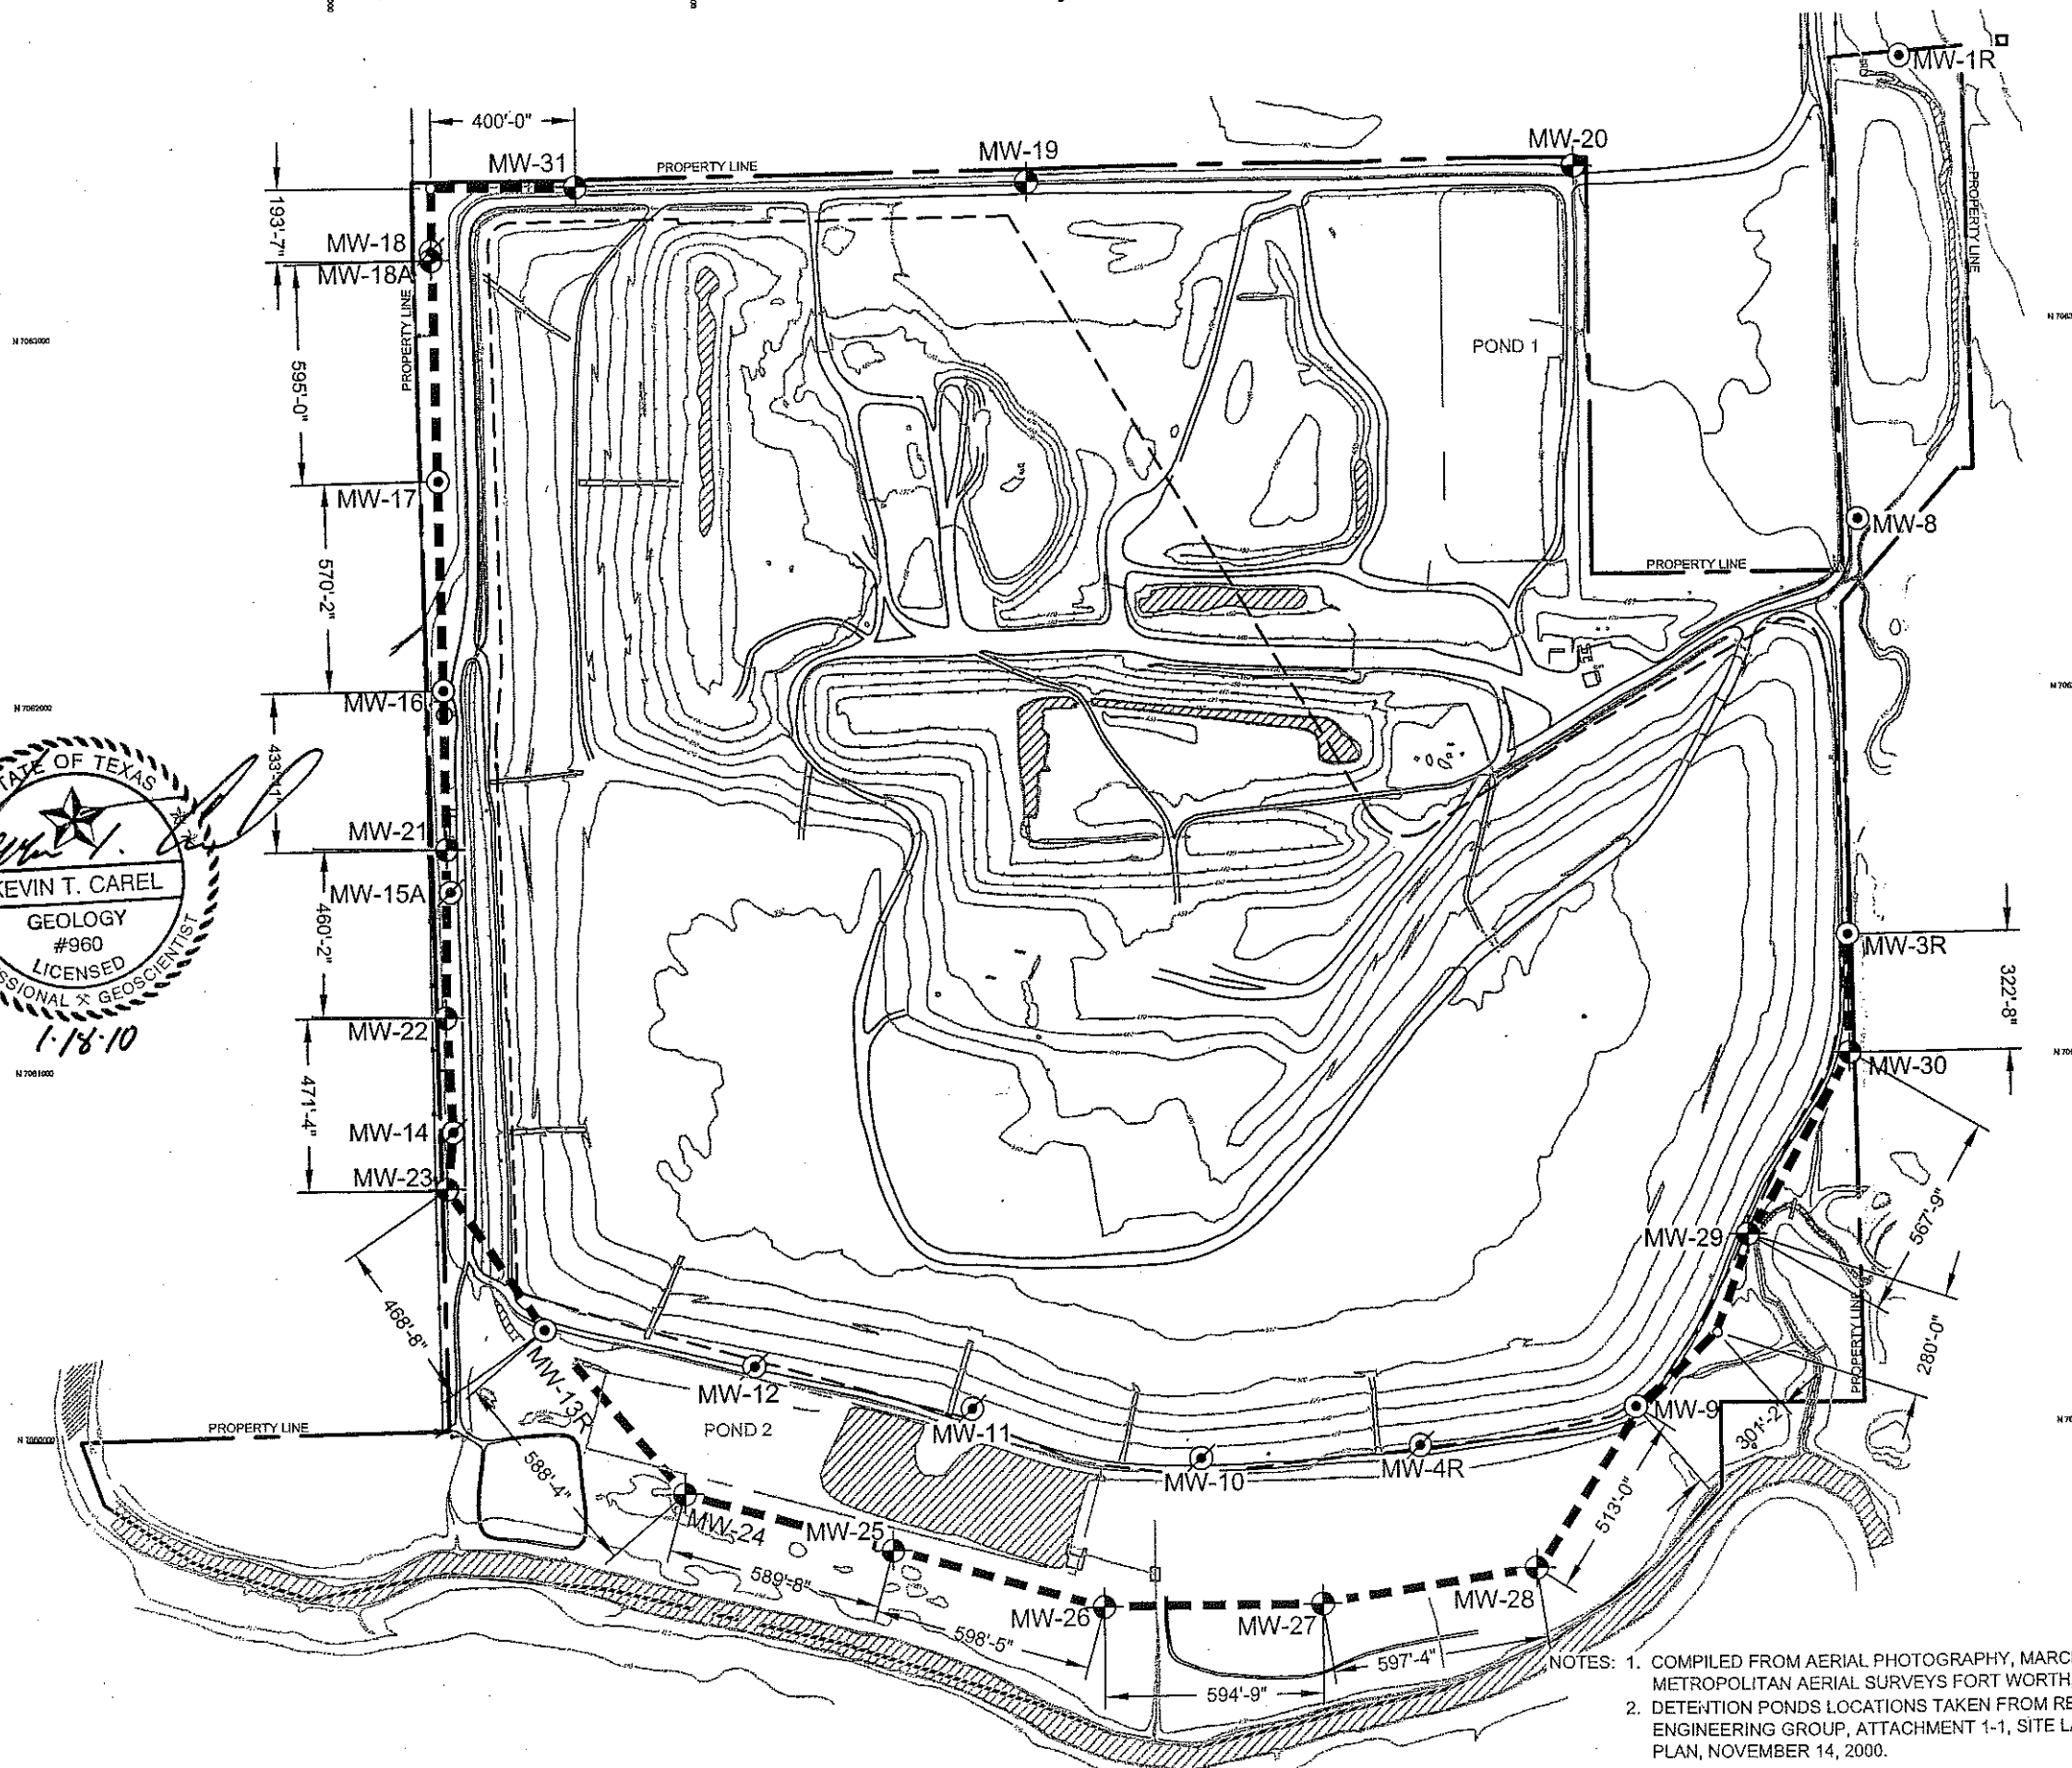 MW-1R
400'-0"
MW-31
PROPERTY LINE
MW-19
MW-20
PROPERTY LINE
193'-7"
MW-18
MW-18A
PROPERTY LINE
N 7063000
POND 1
595'-0"
MW-17
MW-8
PROPERTY LINE
570'-2"
MW-16
N 7062000
433'-11"
STATE OF TEXAS
KEVIN T. CAREL
GEOLOGY
#960
LICENSED
GEOSCIENTIST
1-18-10
MW-21
MW-15A
460'-2"
MW-3R
322'-8"
MW-22
MW-30
N 7061000
471'-4"
MW-14
MW-23
567'-9"
MW-29
280'-0"
PROPERTY LINE
468'-8"
MW-13R
MW-12
MW-11
MW-9
301'-2"
PROPERTY LINE
POND 2
N 7060000
MW-10
MW-4R
588'-4"
513'-0"
MW-24
MW-25
589'-8"
MW-26
MW-27
MW-28
598'-5"
597'-4"
594'-9"
NOTES: 1. COMPILED FROM AERIAL PHOTOGRAPHY, MARC
METROPOLITAN AERIAL SURVEYS FORT WORTH
2. DETENTION PONDS LOCATIONS TAKEN FROM RE
ENGINEERING GROUP, ATTACHMENT 1-1, SITE LA
PLAN, NOVEMBER 14, 2000.